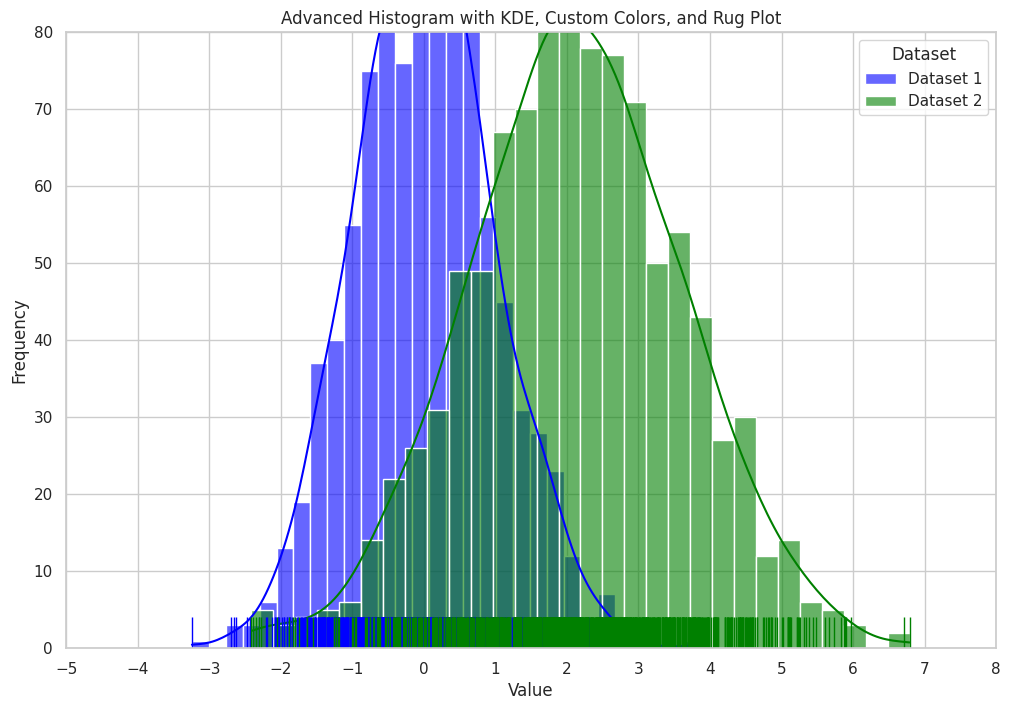 Advanced Histogram with KDE, Custom Colors, and Rug Plot
Dataset
Dataset 1
Dataset 2
Frequency
80
70
60
50
40
30
20
10
0
−5 −4 −3 −2 −1 0 1 2 3 4 5 6 7 8
Value